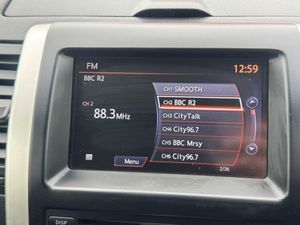 FM
12:59
BBC R2
CH 2
88.3MHz
CH1 SMOOTH
CH2 BBC R2
CH3 CityTalk
CH4 City96.7
CH5 BBC Mrsy
CH6 City96.7
Menu
2/36
DISP